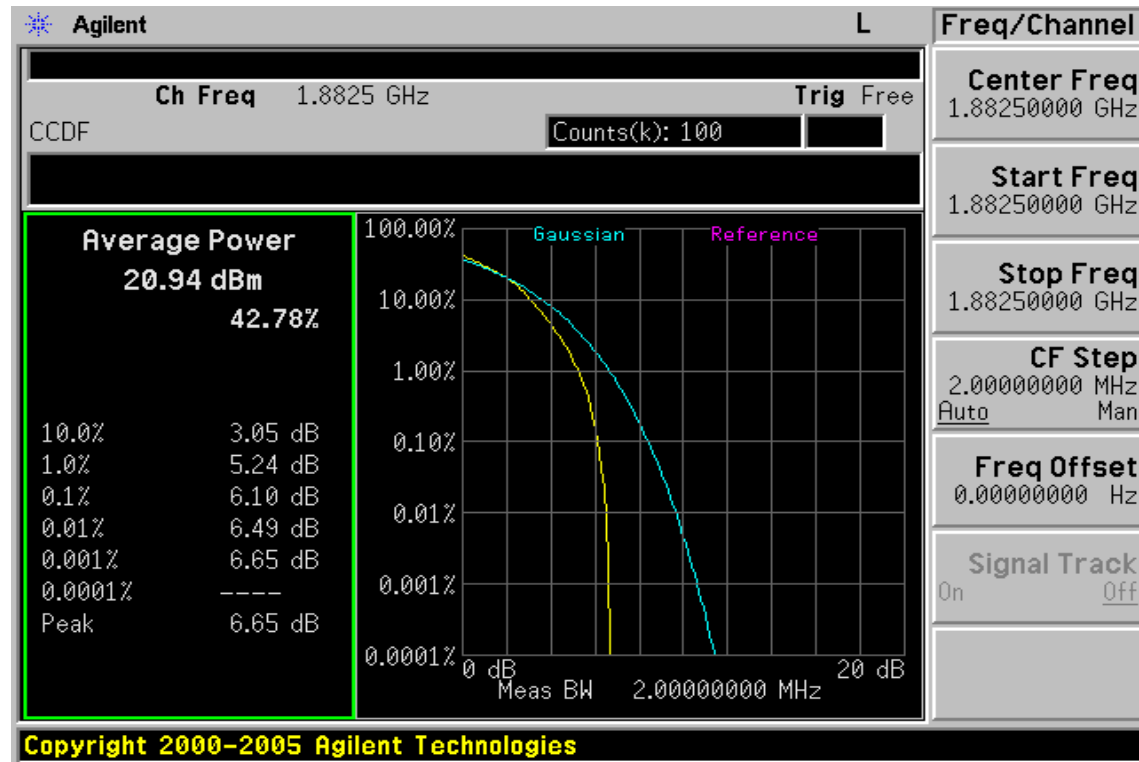 Agilent
L
Freq/Channel
Ch Freq 1.8825 GHz
Trig Free
CCDF
Counts(k): 100
Average Power
20.94 dBm
42.78%
10.0% 3.05 dB
1.0% 5.24 dB
0.1% 6.10 dB
0.01% 6.49 dB
0.001% 6.65 dB
0.0001% ----
Peak 6.65 dB
Gaussian
Reference
100.00%
10.00%
1.00%
0.10%
0.01%
0.001%
0.0001%
0 dB
20 dB
Meas BW 2.00000000 MHz
Center Freq
1.88250000 GHz
Start Freq
1.88250000 GHz
Stop Freq
1.88250000 GHz
CF Step
2.00000000 MHz
Auto Man
Freq Offset
0.00000000 Hz
Signal Track
On Off
Copyright 2000-2005 Agilent Technologies